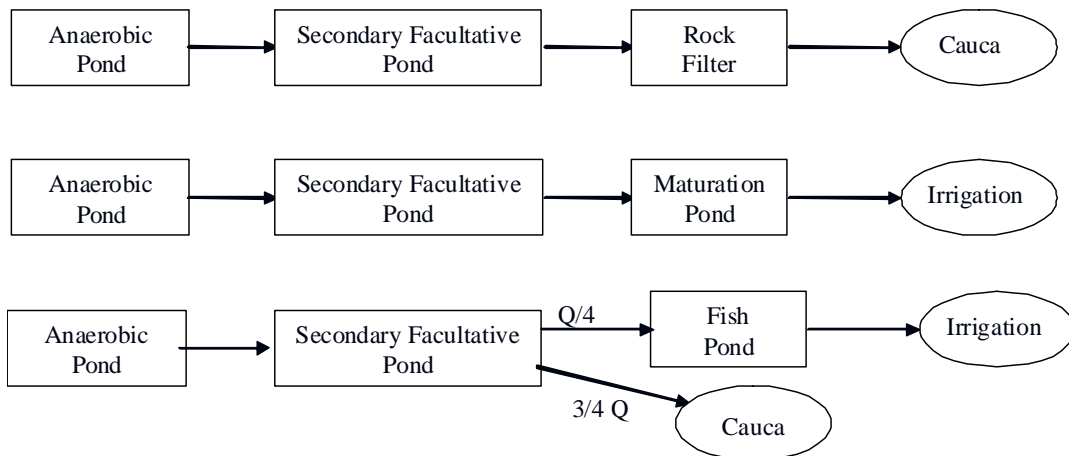 Anaerobic
Pond
Secondary Facultative
Pond
Rock
Filter
Cauca
Anaerobic
Pond
Secondary Facultative
Pond
Maturation
Pond
Irrigation
Anaerobic
Pond
Secondary Facultative
Pond
Q/4
Fish
Pond
Irrigation
3/4 Q
Cauca